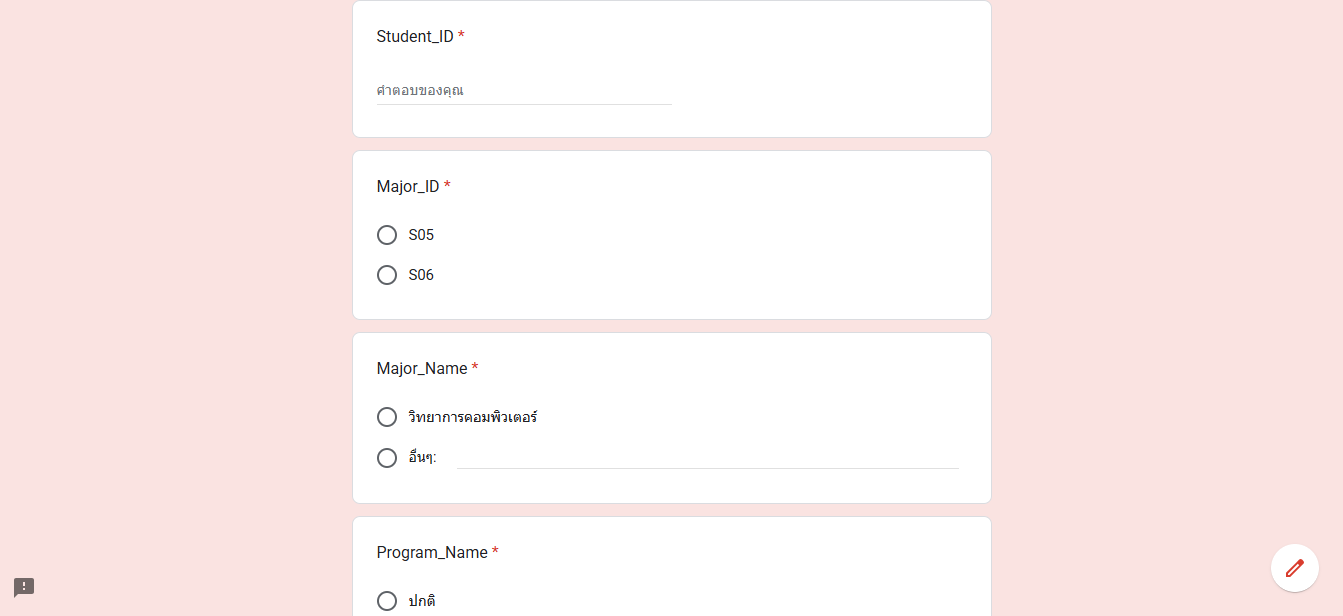 Student_ID *
คำตอบของคุณ
Major_ID *
S05
S06
Major_Name *
วิทยาการคอมพิวเตอร์
อื่นๆ:
Program_Name *
ปกติ